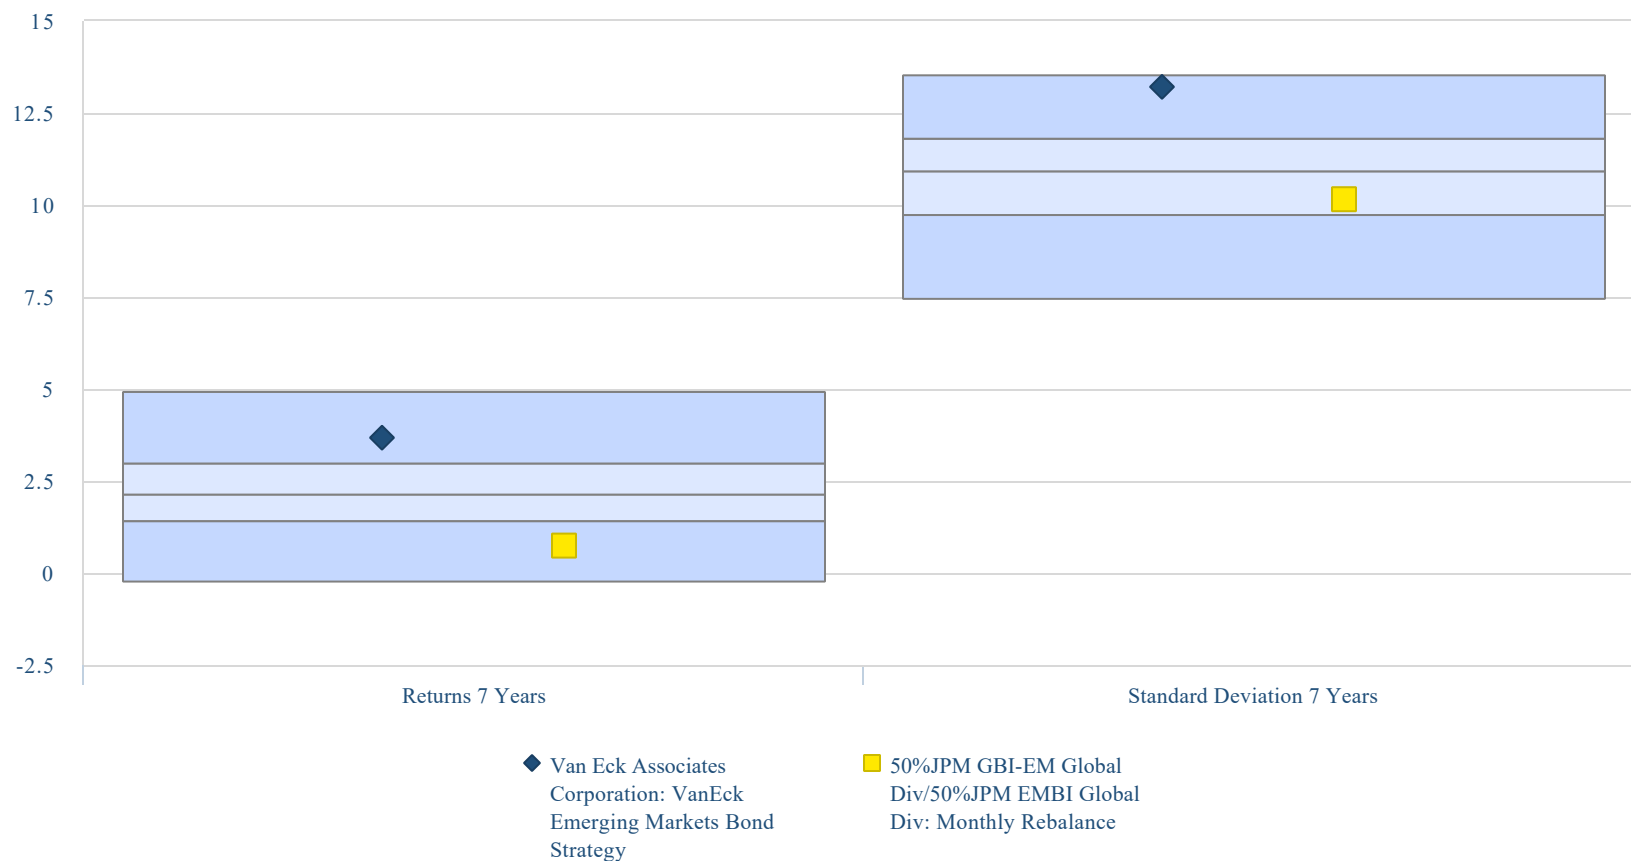 15
12.5
10
7.5
5
2.5
0
-2.5
Returns 7 Years
Standard Deviation 7 Years
Van Eck Associates
Corporation: VanEck
Emerging Markets Bond
Strategy
50%JPM GBI-EM Global
Div/50%JPM EMBI Global
Div: Monthly Rebalance